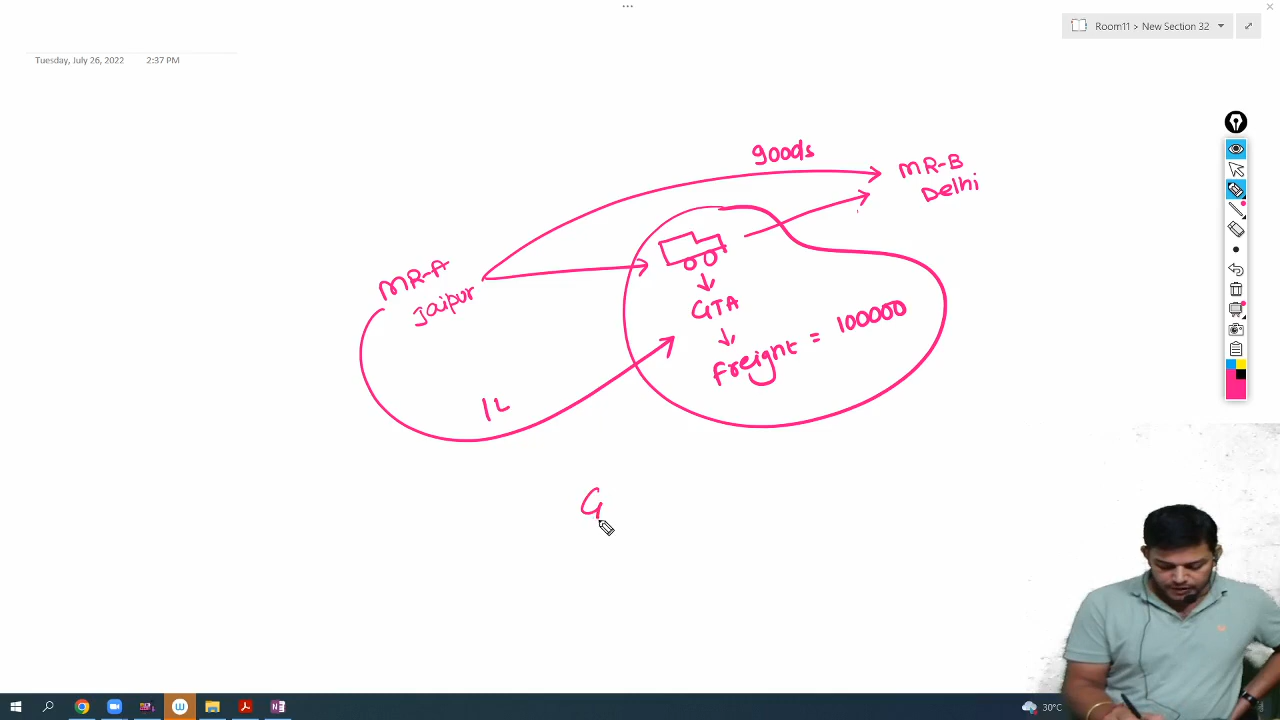 Room11 > New Section 32
Tuesday, July 26, 2022 2:37 PM
goods
MR-B
Delhi
MR-A
Jaipur
GTA
Freight = 100000
1L
G
30°C